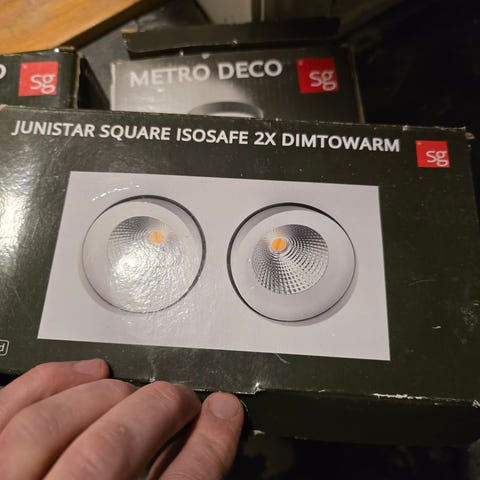 O
sg
METRO DECO
sg
JUNISTAR SQUARE ISOSAFE 2X DIMTOWARM
sg
d